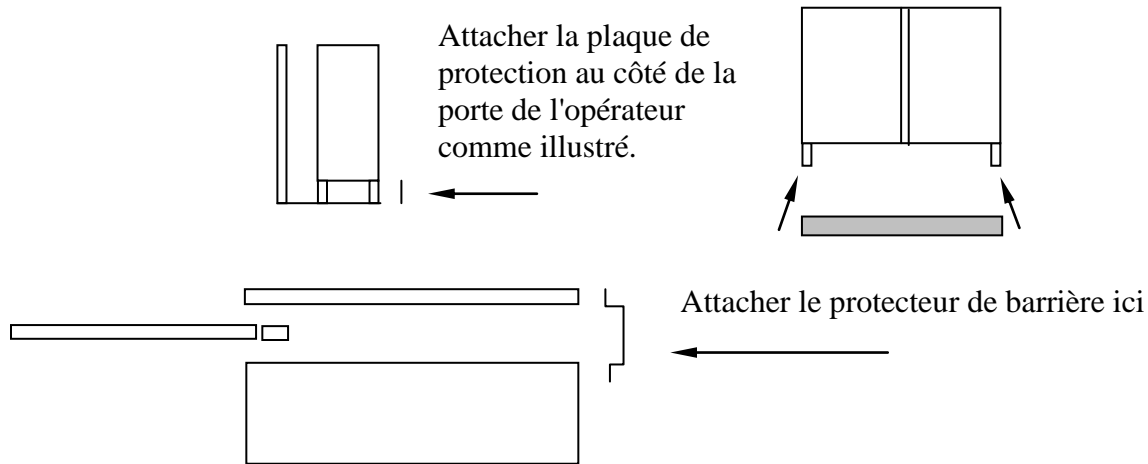 Attacher la plaque de
protection au côté de la
porte de l'opérateur
comme illustré.
Attacher le protecteur de barrière ici